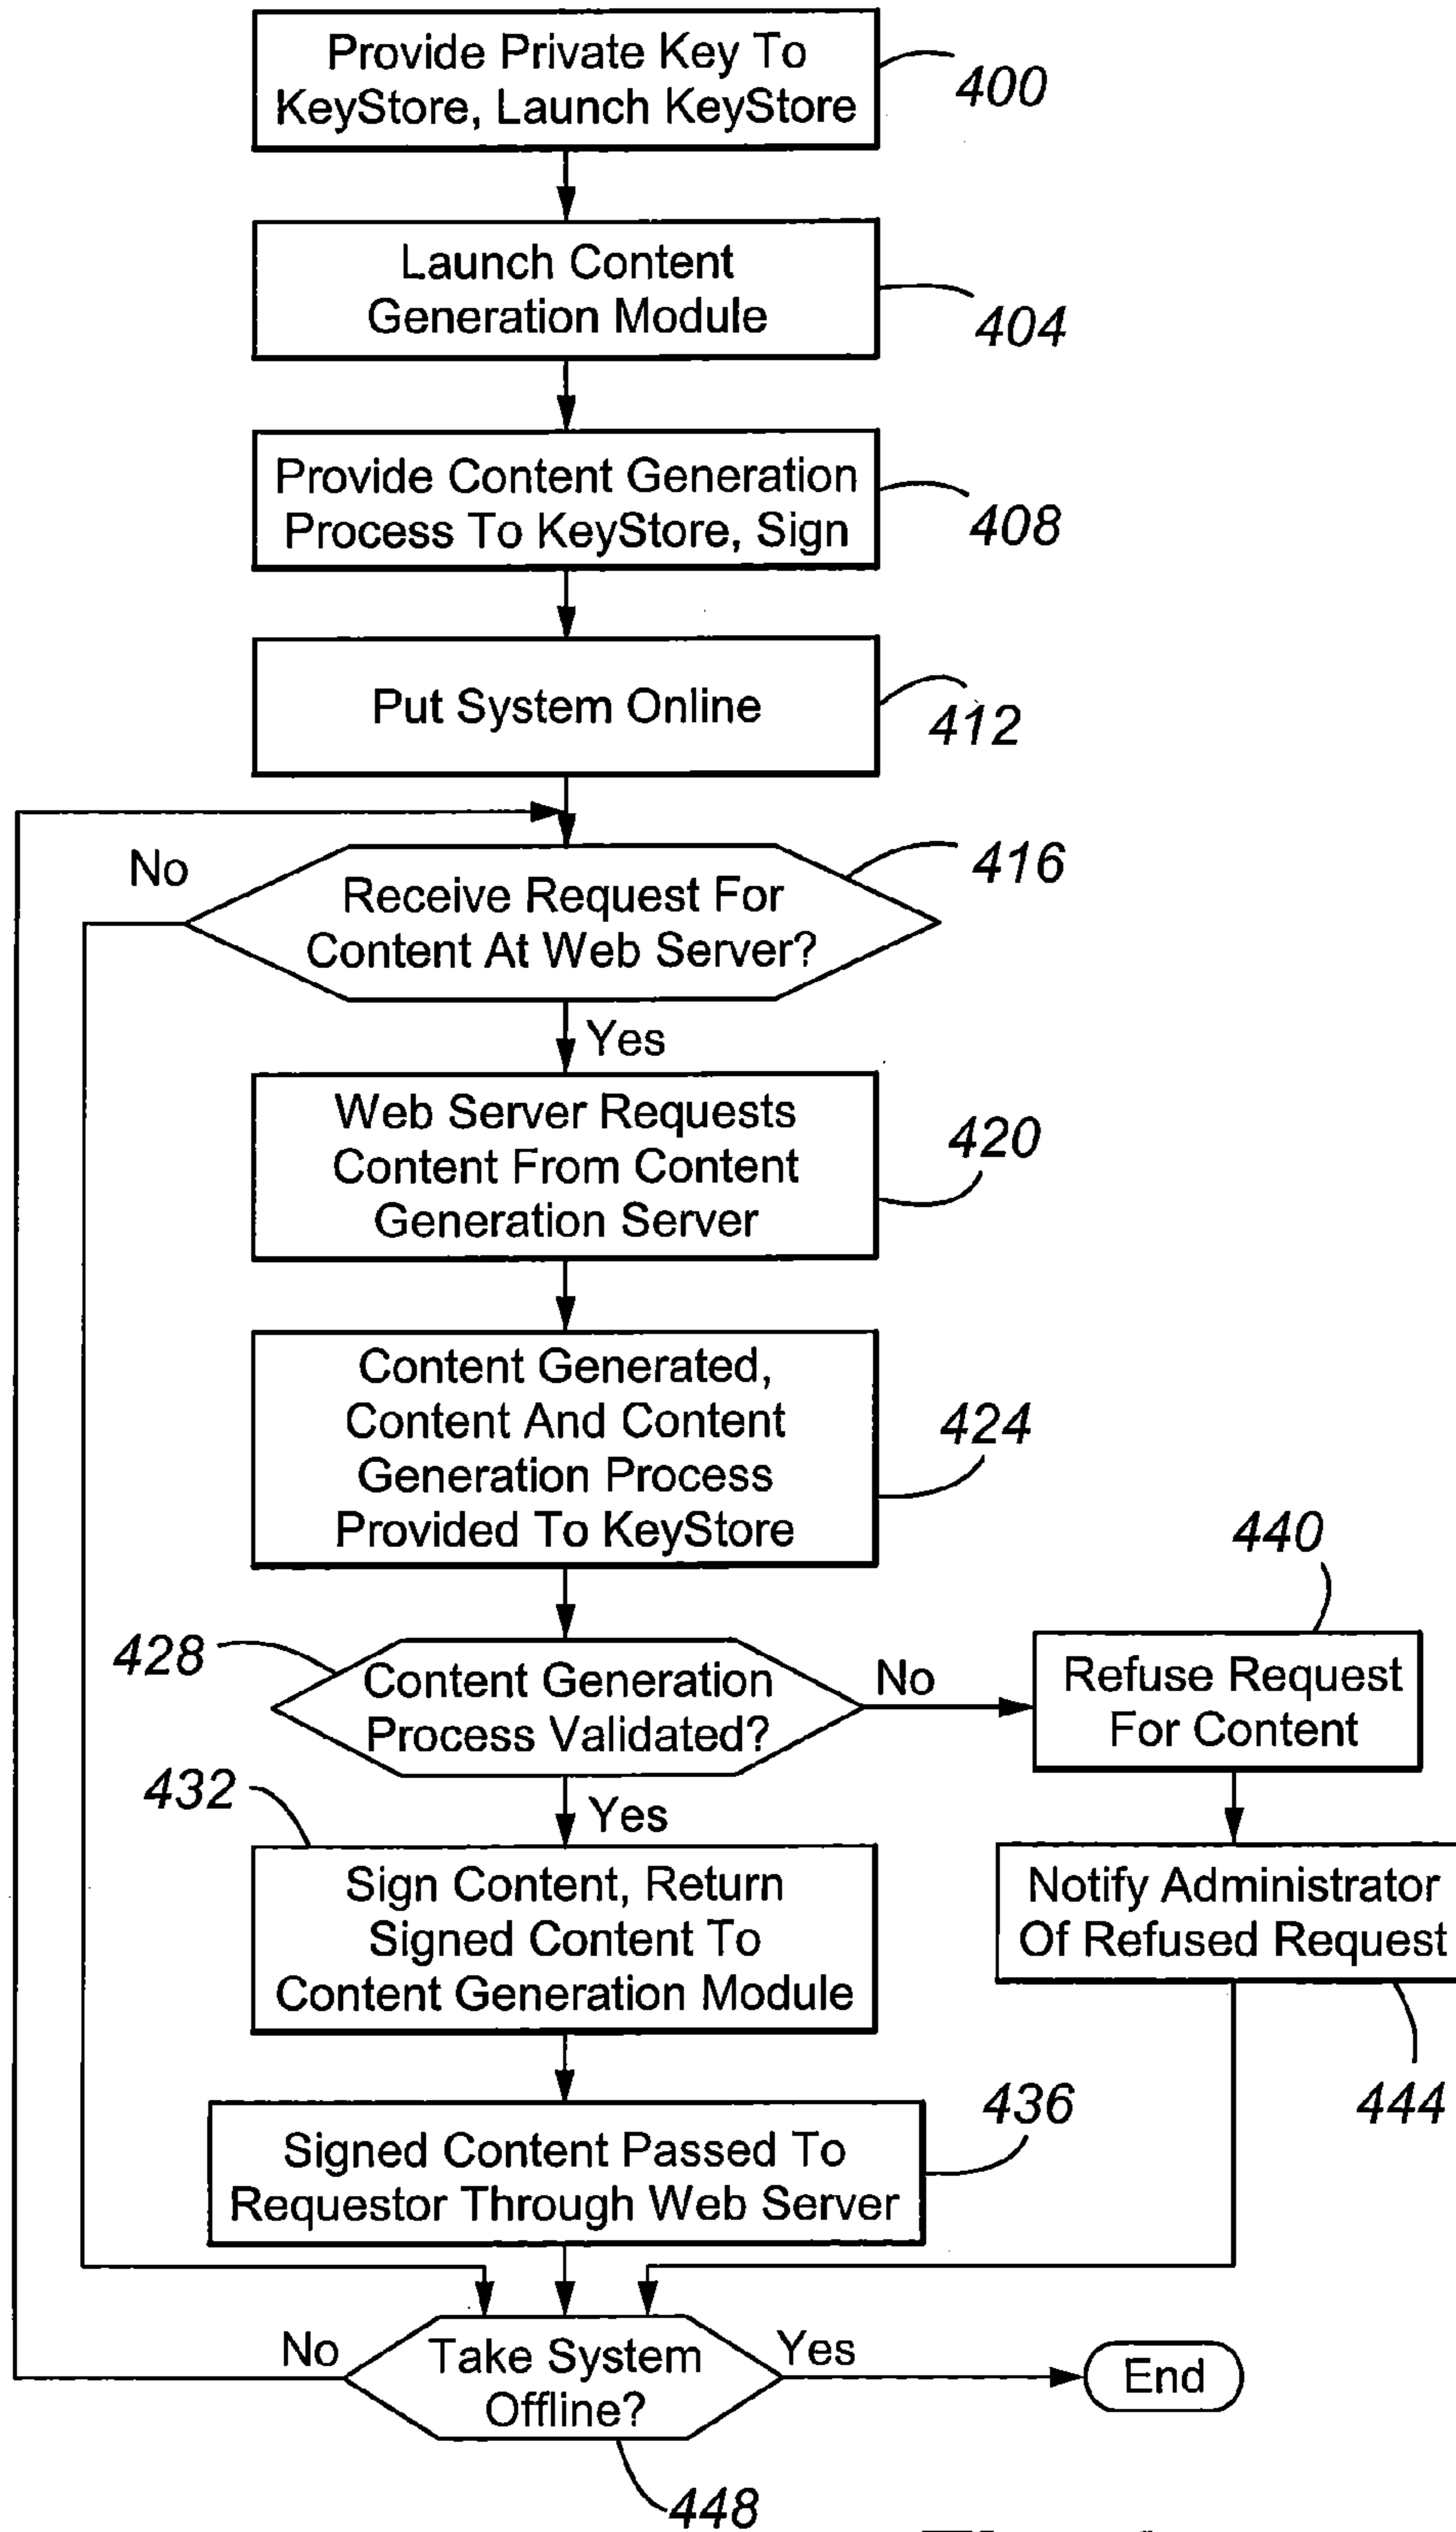 Provide Private Key To
KeyStore, Launch KeyStore
400
Launch Content
Generation Module
404
Provide Content Generation
Process To KeyStore, Sign
408
Put System Online
412
No
Receive Request For
Content At Web Server?
416
Yes
Web Server Requests
Content From Content
Generation Server
420
Content Generated,
Content And Content
Generation Process
Provided To KeyStore
424
428
Content Generation
Process Validated?
No
440
Refuse Request
For Content
432
Yes
Sign Content, Return
Signed Content To
Content Generation Module
Notify Administrator
Of Refused Request
444
436
Signed Content Passed To
Requestor Through Web Server
No
Take System
Offline?
Yes
End
448